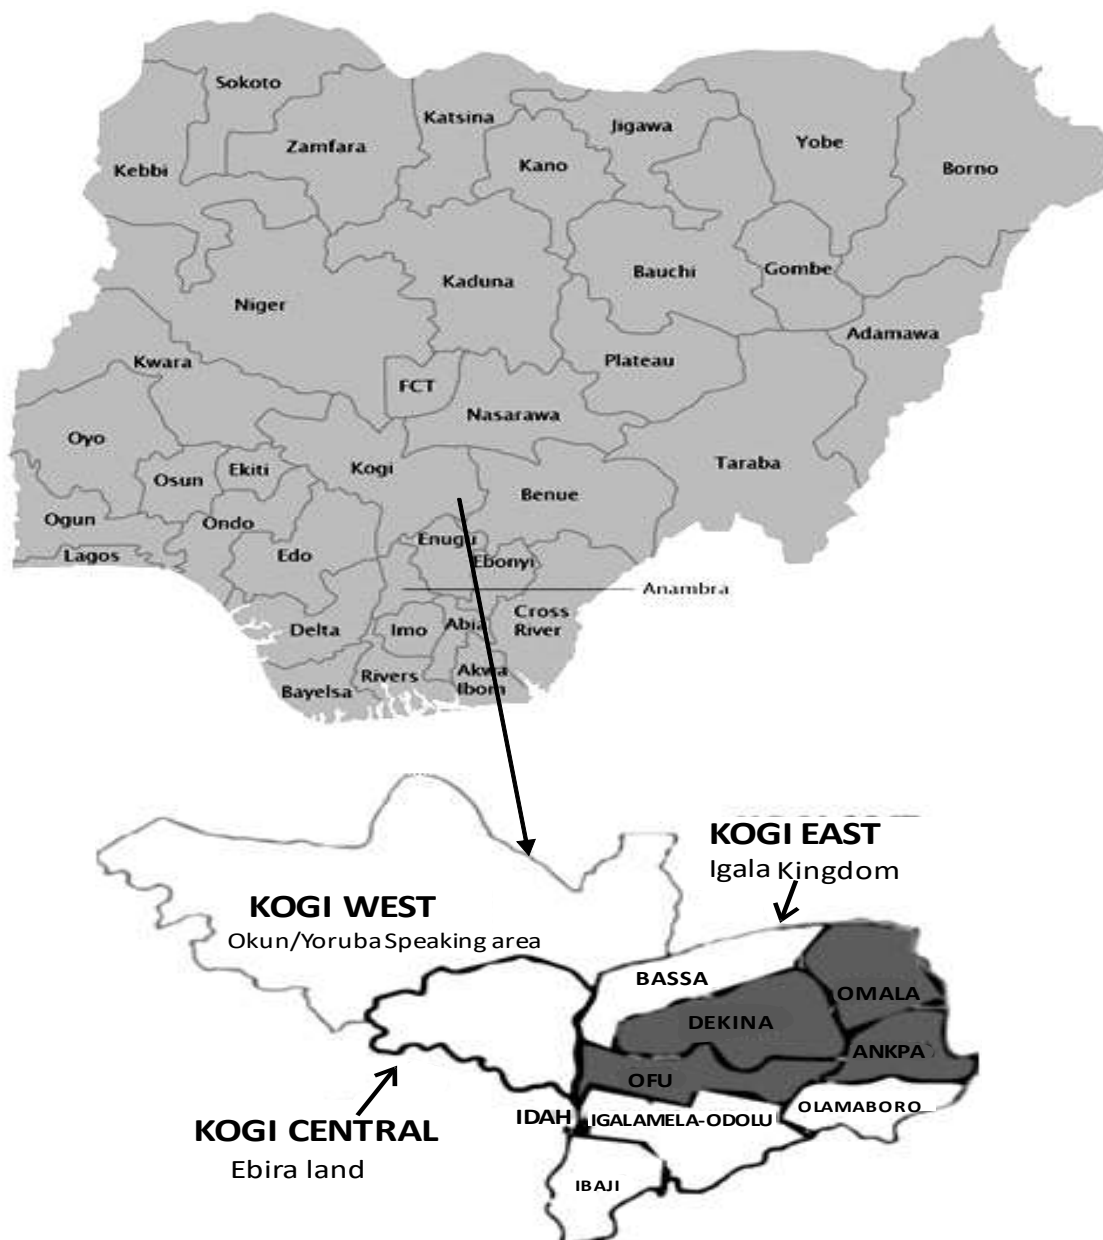 Sokoto
Katsina
Jigawa
Zamfara
Yobe
Kano
Kebbi
Borno
Bauchi
Gombe
Kaduna
Niger
Adamawa
Kwara
Plateau
FCT
Nasarawa
Oyo
Kogi
Ekiti
Taraba
Osun
Benue
Ogun
Ondo
Enugu
Lagos
Edo
Ebonyi
Anambra
Cross
River
Delta
Imo
Abia
Rivers
Akwa
Ibom
Bayelsa
KOGI EAST
Igala Kingdom
KOGI WEST
Okun/Yoruba Speaking area
BASSA
OMALA
DEKINA
ANKPA
OFU
OLAMABORO
IDAH
IGALAMELA-ODOLU
KOGI CENTRAL
Ebira land
IBAJI